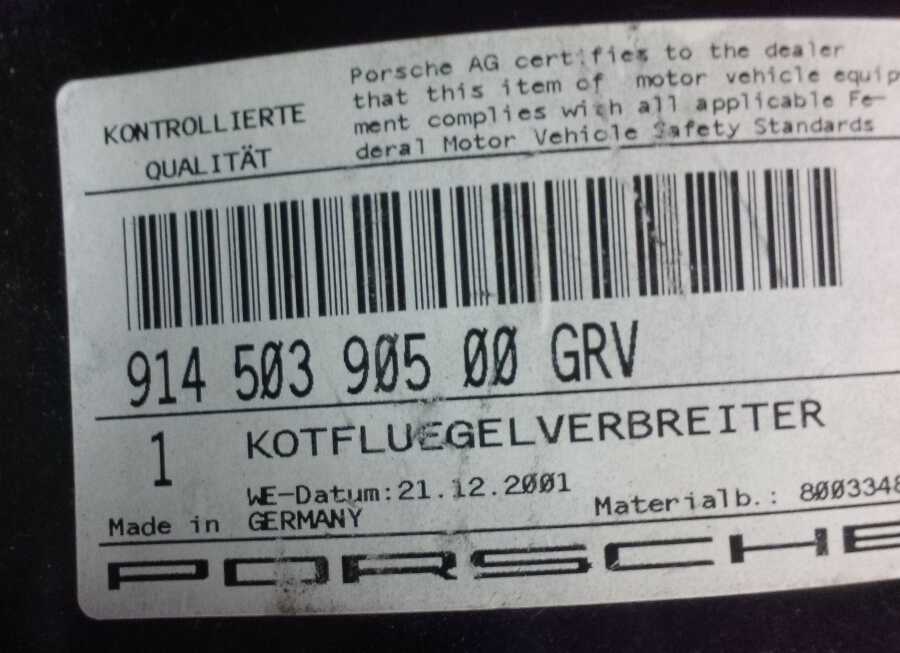 KONTROLLIERTE
QUALITÄT
Porsche AG certifies to the dealer
that this item of motor vehicle equip
ment complies with all applicable Fe-
deral Motor Vehicle Safety Standards
914 503 905 00 GRV
1 KOTFLUEGELVERBREITER
WE-Datum:21.12.2001
Materialb.: 8003348
Made in GERMANY
PORSCHE